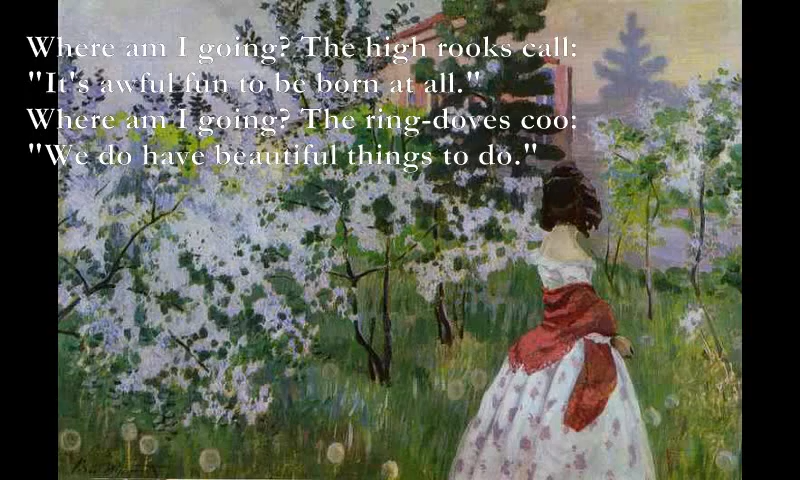 Where am I going? The high rooks call:
"It's awful fun to be born at all."
Where am I going? The ring-doves coo:
"We do have beautiful things to do."